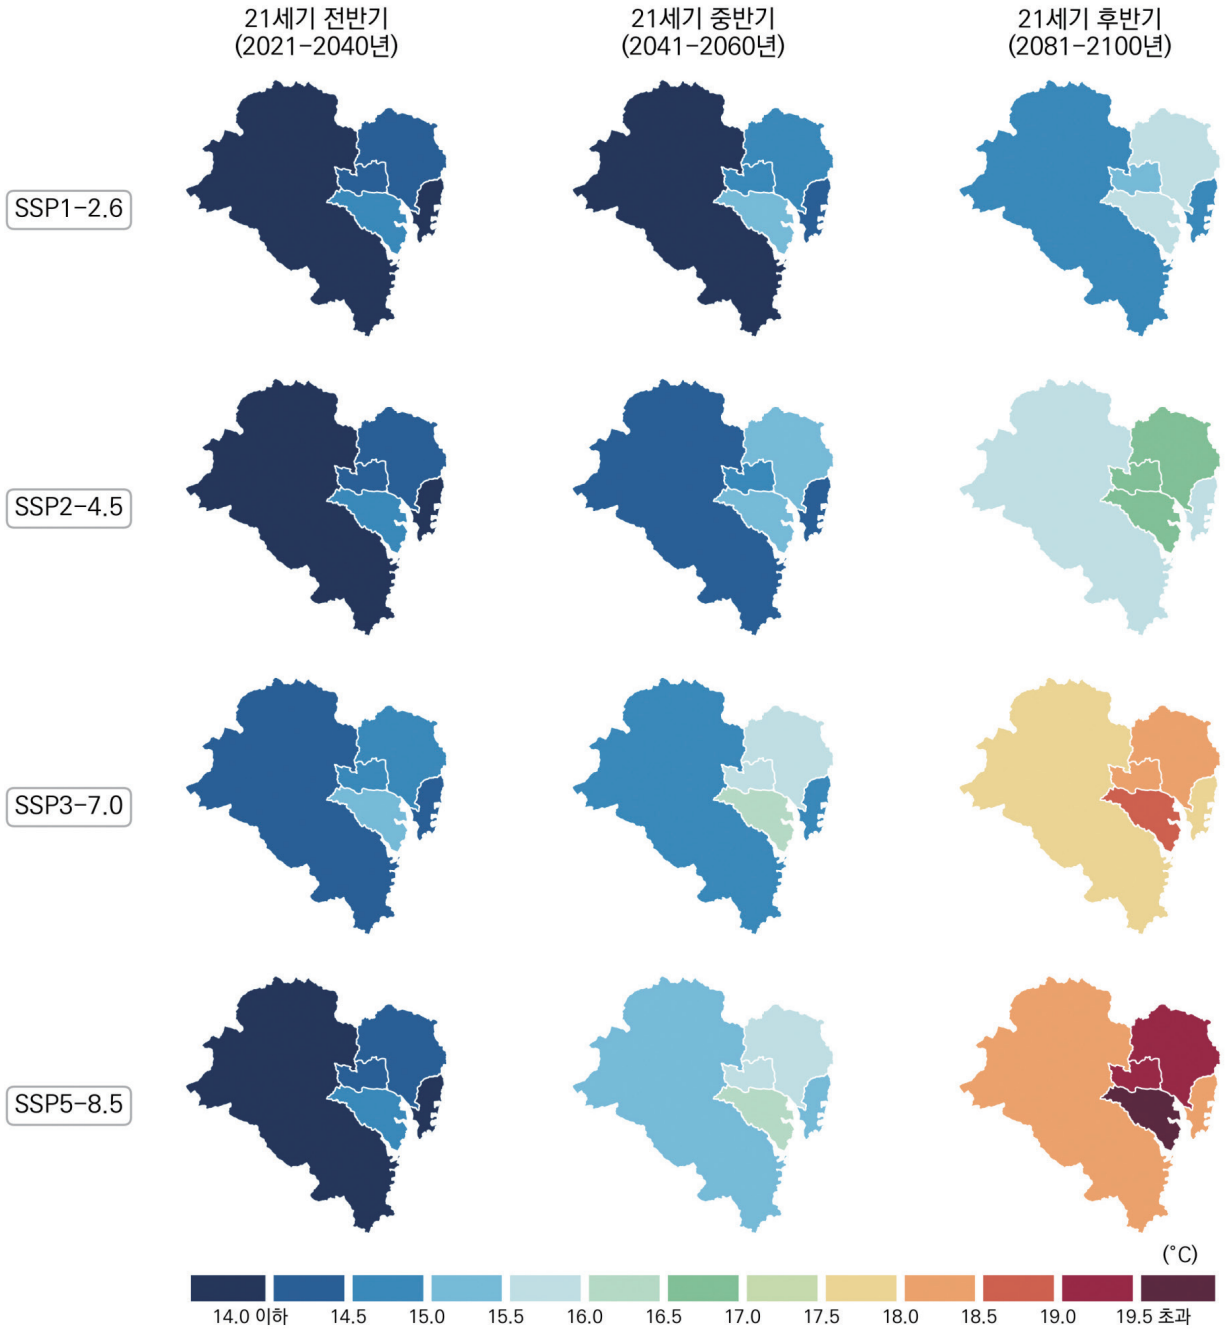 21세기 전반기
(2021-2040년)
21세기 중반기
(2041-2060년)
21세기 후반기
(2081-2100년)
SSP1-2.6
SSP2-4.5
SSP3-7.0
SSP5-8.5
(°C)
14.0 이하 14.5 15.0 15.5 16.0 16.5 17.0 17.5 18.0 18.5 19.0 19.5 초과